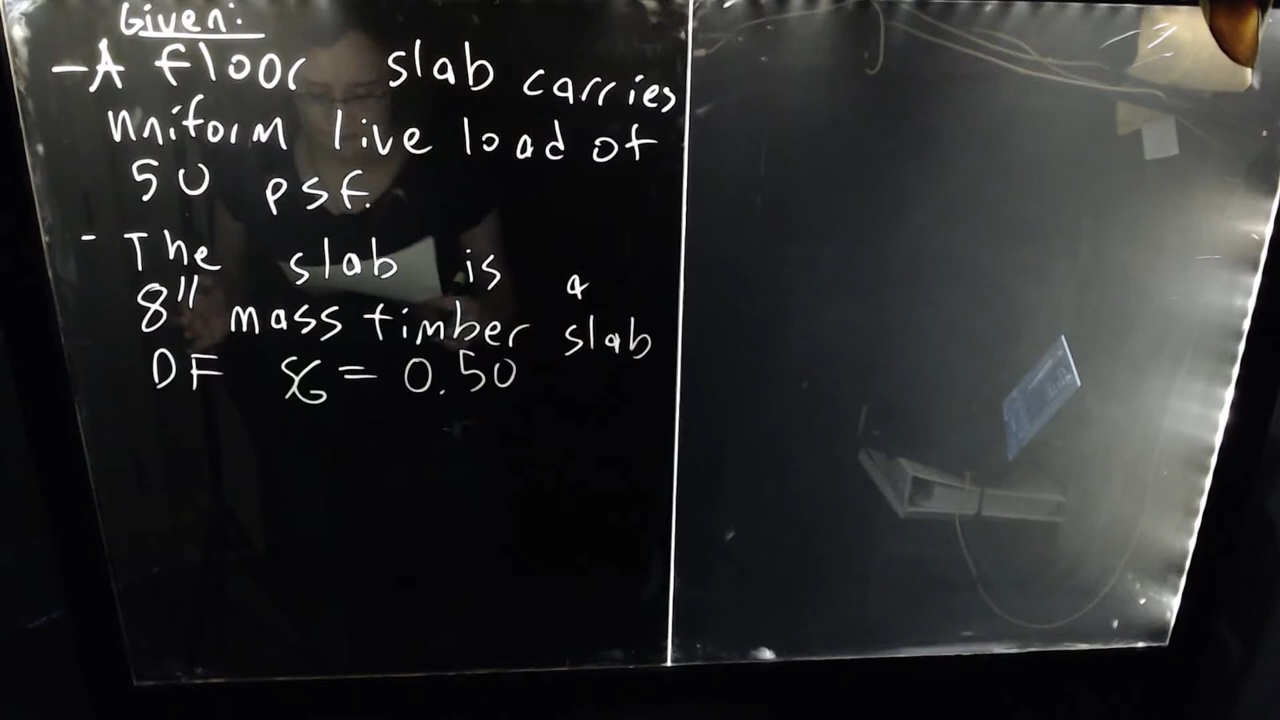 Given:
- A floor slab carries
uniform live load of
50 psf.
- The slab is a
8" mass timber slab
DF SG = 0.50